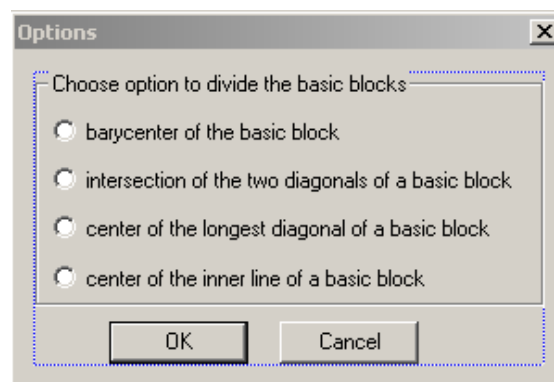 Options
Choose option to divide the basic blocks
barycenter of the basic block
intersection of the two diagonals of a basic block
center of the longest diagonal of a basic block
center of the inner line of a basic block
OK Cancel